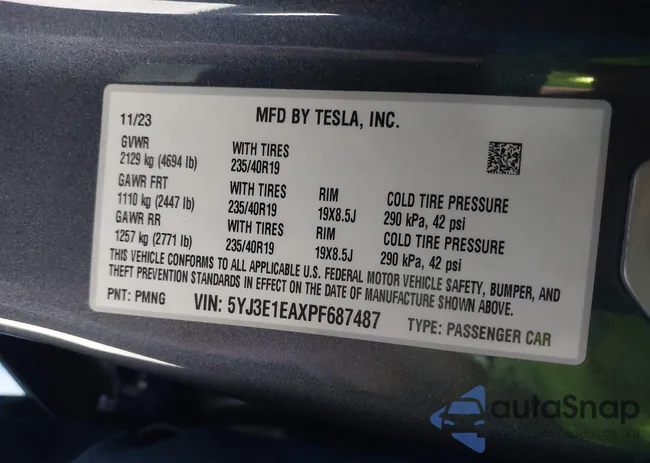 11/23 MFD BY TESLA, INC.
GVWR WITH TIRES
2129 kg (4694 lb) 235/40R19
GAWR FRT WITH TIRES RIM COLD TIRE PRESSURE
1110 kg (2447 lb) 235/40R19 19X8.5J 290 kPa, 42 psi
GAWR RR WITH TIRES RIM COLD TIRE PRESSURE
1257 kg (2771 lb) 235/40R19 19X8.5J 290 kPa, 42 psi
THIS VEHICLE CONFORMS TO ALL APPLICABLE U.S. FEDERAL MOTOR VEHICLE SAFETY, BUMPER, AND
THEFT PREVENTION STANDARDS IN EFFECT ON THE DATE OF MANUFACTURE SHOWN ABOVE.
PNT: PMNG VIN: 5YJ3E1EAXPF687487 TYPE: PASSENGER CAR
autoSnap